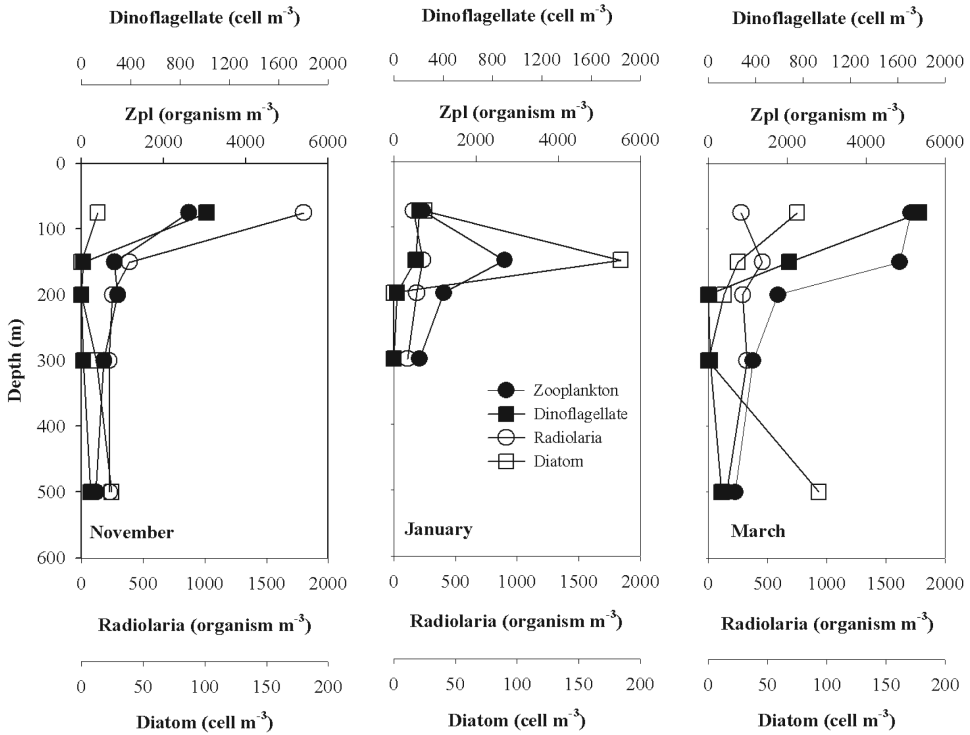 Dinoflagellate (cell m⁻³) Dinoflagellate (cell m⁻³) Dinoflagellate (cell m⁻³)
0 400 800 1200 1600 2000 0 400 800 1200 1600 2000 0 400 800 1200 1600 2000
Zpl (organism m⁻³) Zpl (organism m⁻³) Zpl (organism m⁻³)
0 2000 4000 6000 0 2000 4000 6000 0 2000 4000 6000
Depth (m)
0
100
200
300
400
500
600
Zooplankton
Dinoflagellate
Radiolaria
Diatom
November January March
0 500 1000 1500 2000 0 500 1000 1500 2000 0 500 1000 1500 2000
Radiolaria (organism m⁻³) Radiolaria (organism m⁻³) Radiolaria (organism m⁻³)
0 50 100 150 200 0 50 100 150 200 0 50 100 150 200
Diatom (cell m⁻³) Diatom (cell m⁻³) Diatom (cell m⁻³)